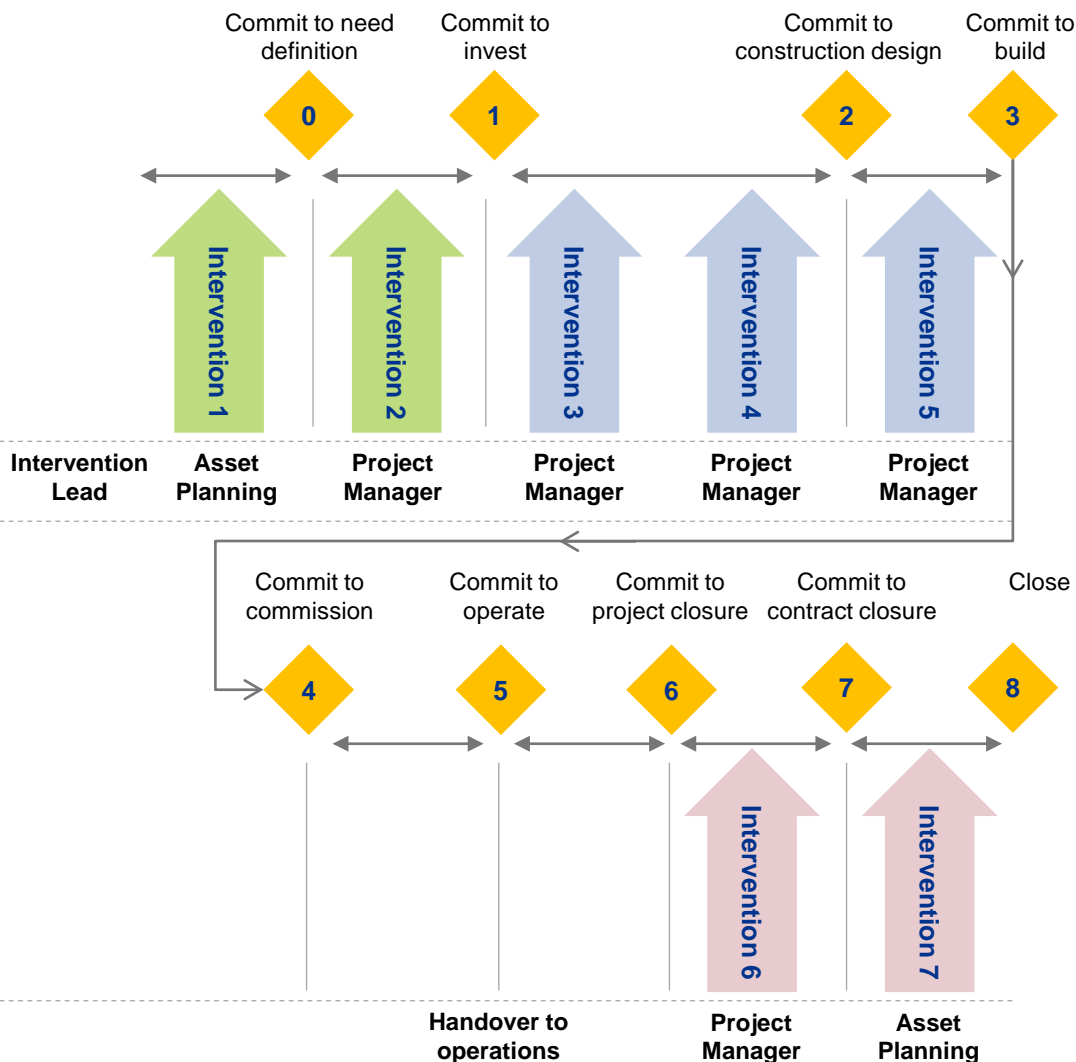 Commit to need
definition
Commit to
invest
Commit to
construction design
Commit to
build
0
1
2
3
Intervention 1
Intervention 2
Intervention 3
Intervention 4
Intervention 5
Intervention
Lead
Asset
Planning
Project
Manager
Project
Manager
Project
Manager
Project
Manager
Commit to
commission
Commit to
operate
Commit to
project closure
Commit to
contract closure
Close
4
5
6
7
8
Intervention 6
Intervention 7
Handover to
operations
Project
Manager
Asset
Planning